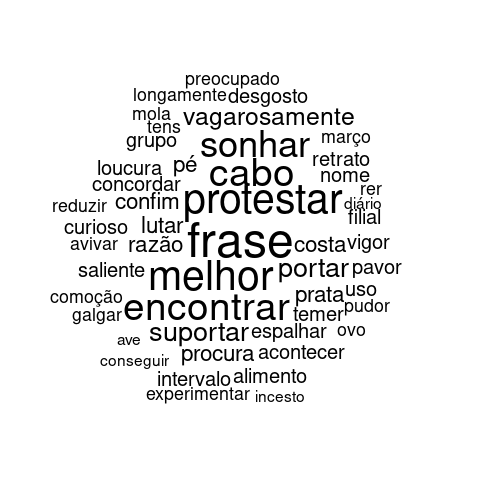 preocupado
longamente desgosto
mola vagarosamente
tens
grupo sonhar março
loucura pé cabo retrato
concordar nome
reduzir confim protestar rer
diário
curioso lutar filial
avivar razão frase costa vigor
saliente melhor portar pavor
comoção encontrar prata uso
galgar temer pudor
ave suportar espalhar ovo
conseguir procura acontecer
intervalo alimento
experimentar incesto